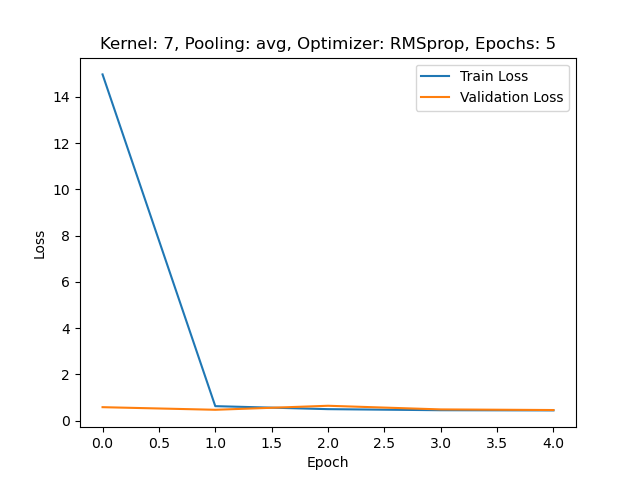 Kernel: 7, Pooling: avg, Optimizer: RMSprop, Epochs: 5
Train Loss
Validation Loss
14
12
10
8
6
4
2
0
Loss
0.0 0.5 1.0 1.5 2.0 2.5 3.0 3.5 4.0
Epoch